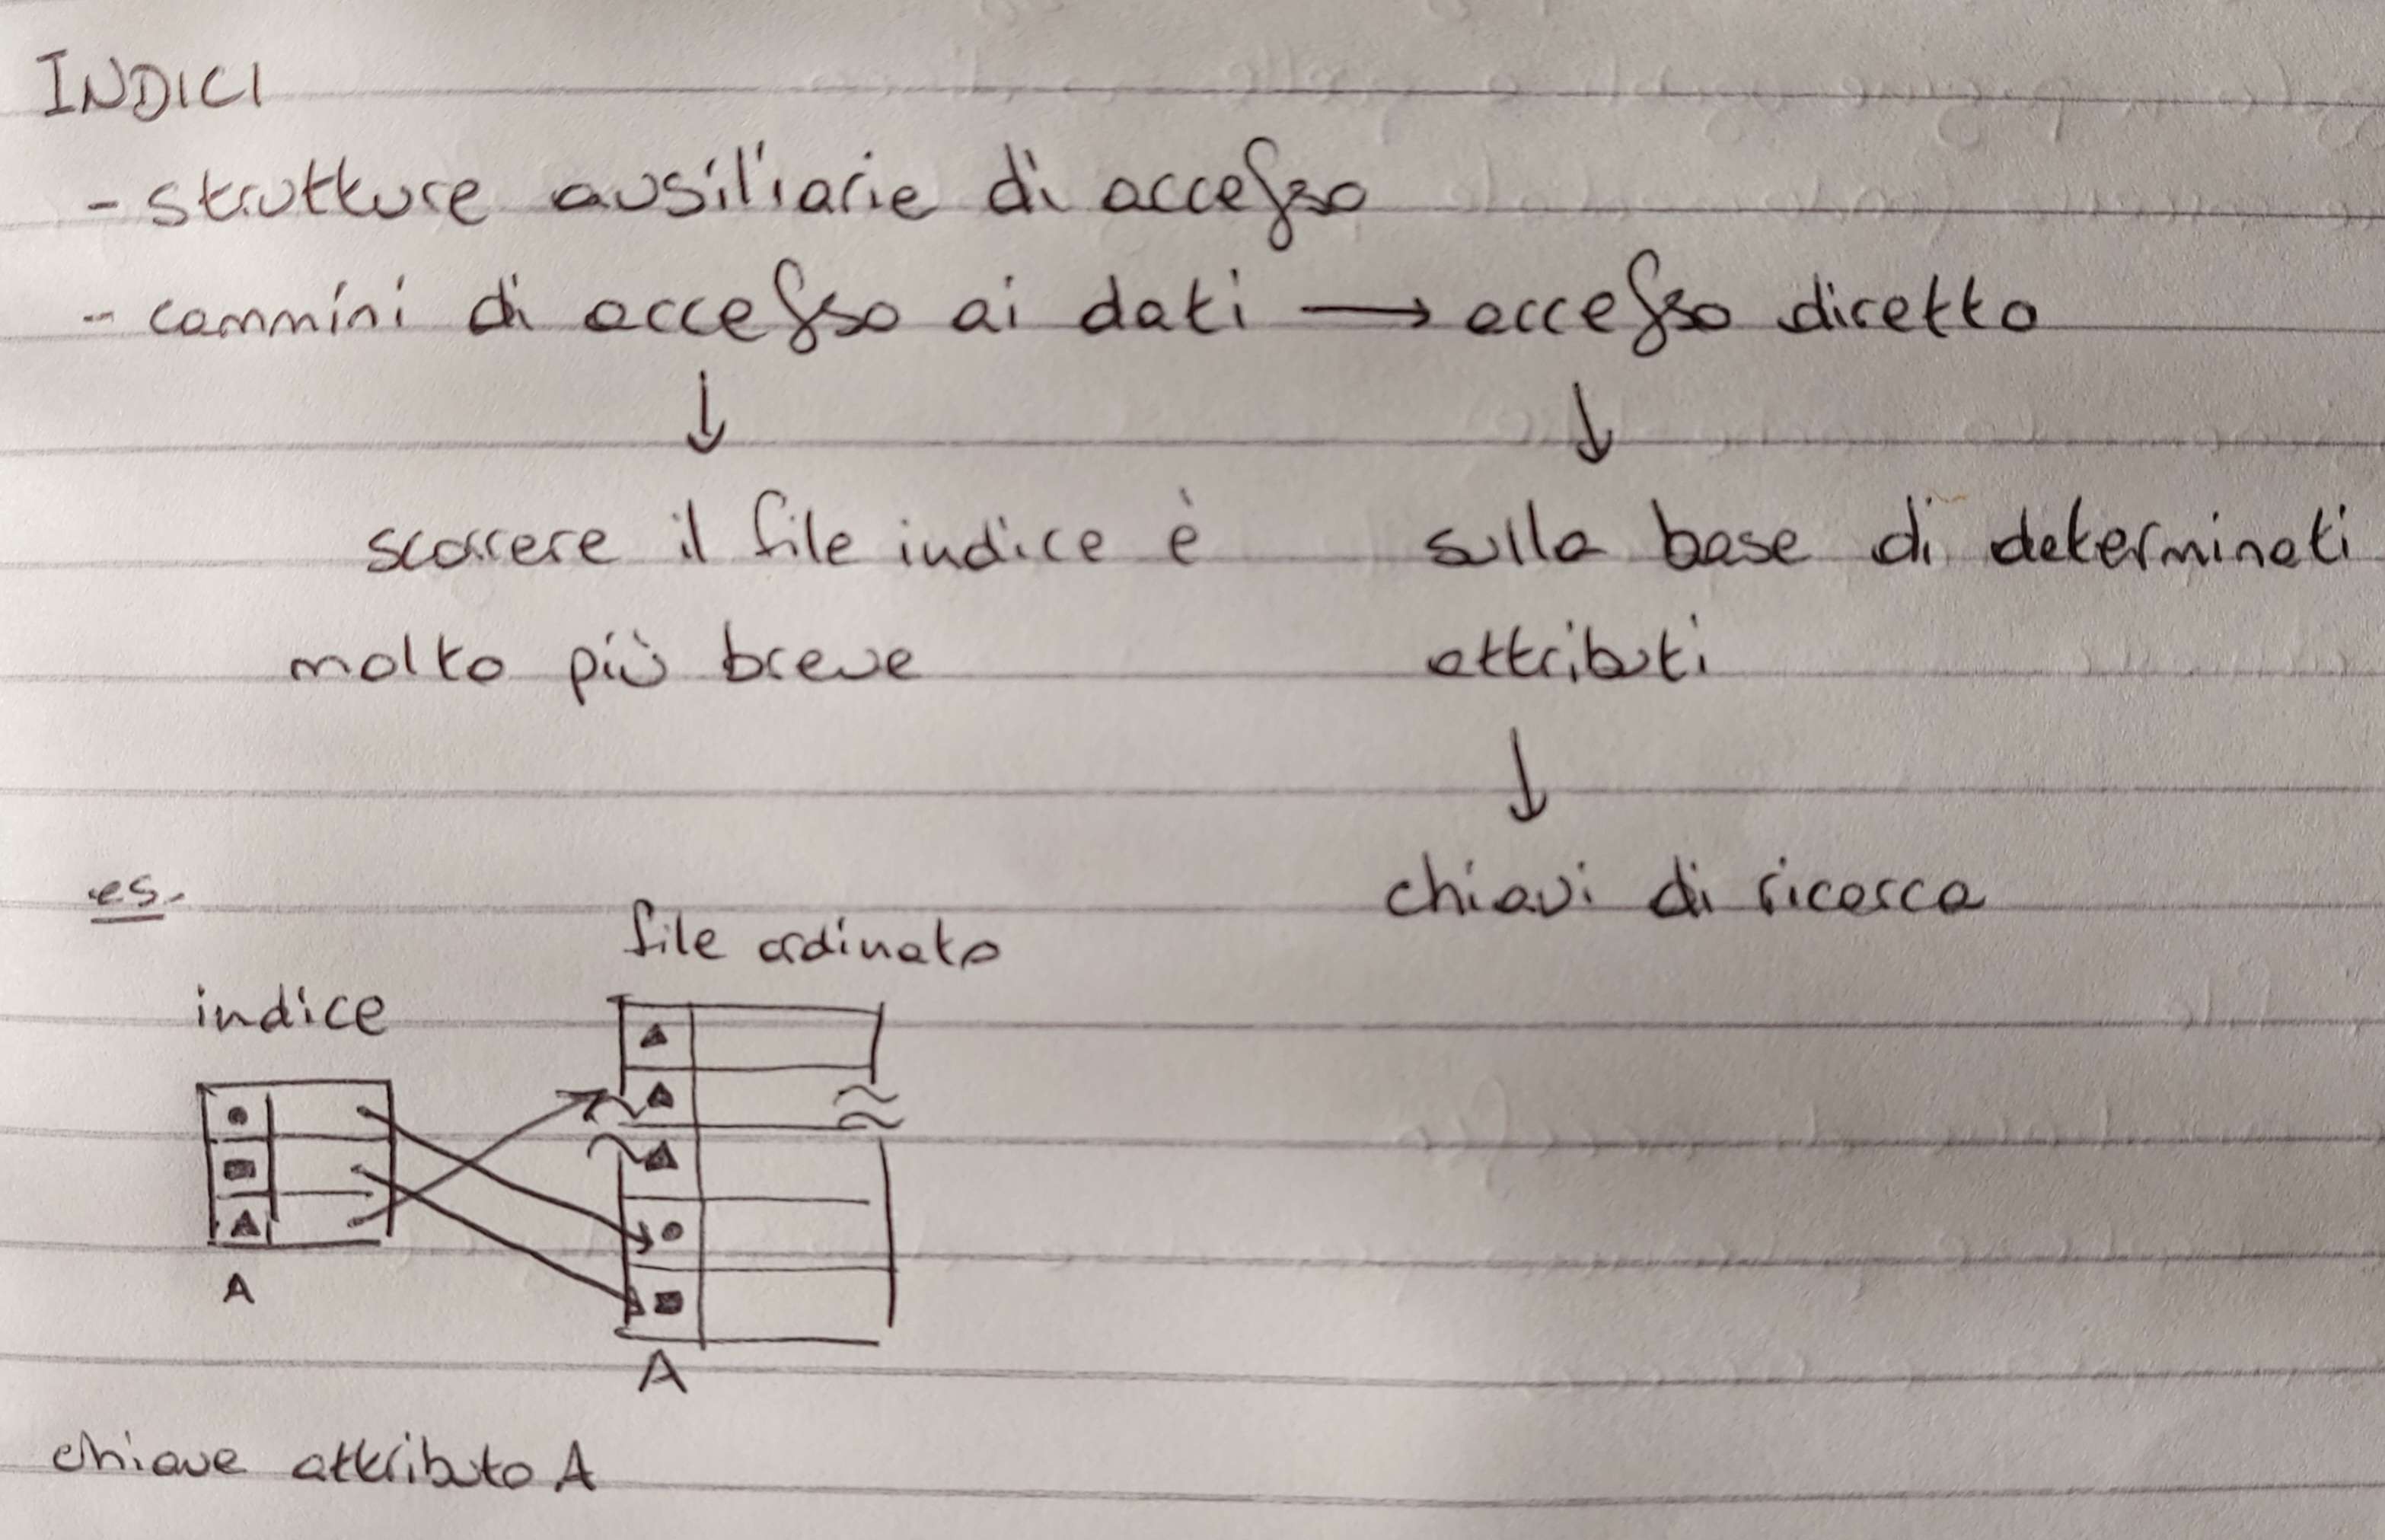 INDICI
- strutture ausiliarie di accesso
- cammini di accesso ai dati → accesso diretto
↓ ↓
scorrere il file indice è
molto più breve
sulla base di determinati
attributi
↓
chiavi di ricerca
es.
file ordinato
indice
A
A
chiave attributo A